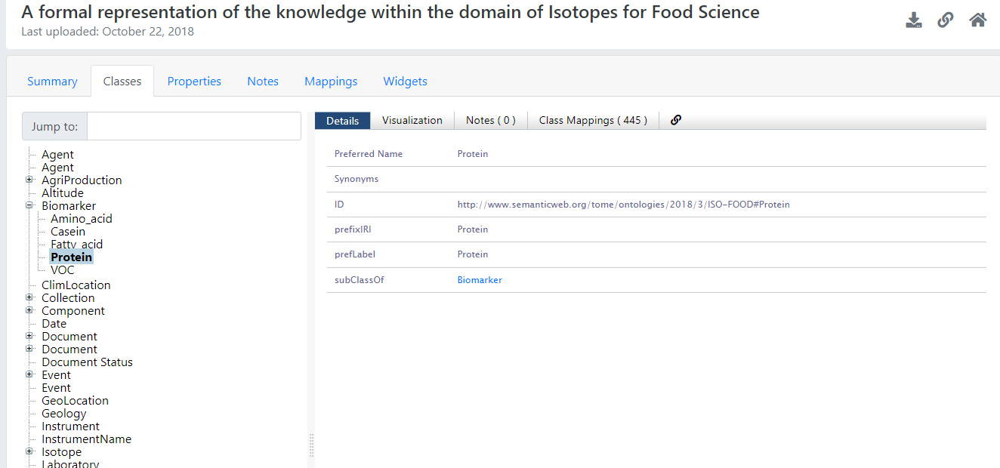 A formal representation of the knowledge within the domain of Isotopes for Food Science
Last uploaded: October 22, 2018
Summary Classes Properties Notes Mappings Widgets
Jump to:
Agent
Agent
AgriProduction
Altitude
Biomarker
Amino_acid
Casein
Fatty_acid
Protein
VOC
ClimLocation
Collection
Component
Date
Document
Document
Document Status
Event
Event
GeoLocation
Geology
Instrument
InstrumentName
Isotope
Laboratory
Details Visualization Notes ( 0 ) Class Mappings ( 445 )
Preferred Name Protein
Synonyms
ID http://www.semanticweb.org/tome/ontologies/2018/3/ISO-FOOD#Protein
prefixIRI Protein
prefLabel Protein
subClassOf Biomarker